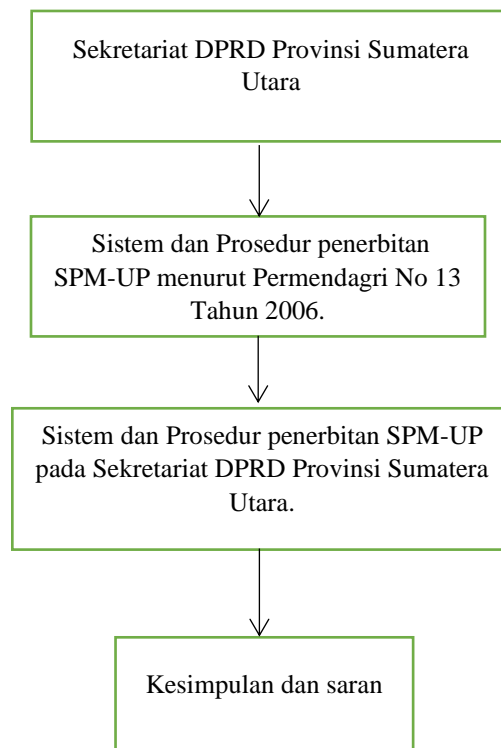 Sekretariat DPRD Provinsi Sumatera
Utara
Sistem dan Prosedur penerbitan
SPM-UP menurut Permendagri No 13
Tahun 2006.
Sistem dan Prosedur penerbitan SPM-UP
pada Sekretariat DPRD Provinsi Sumatera
Utara.
Kesimpulan dan saran